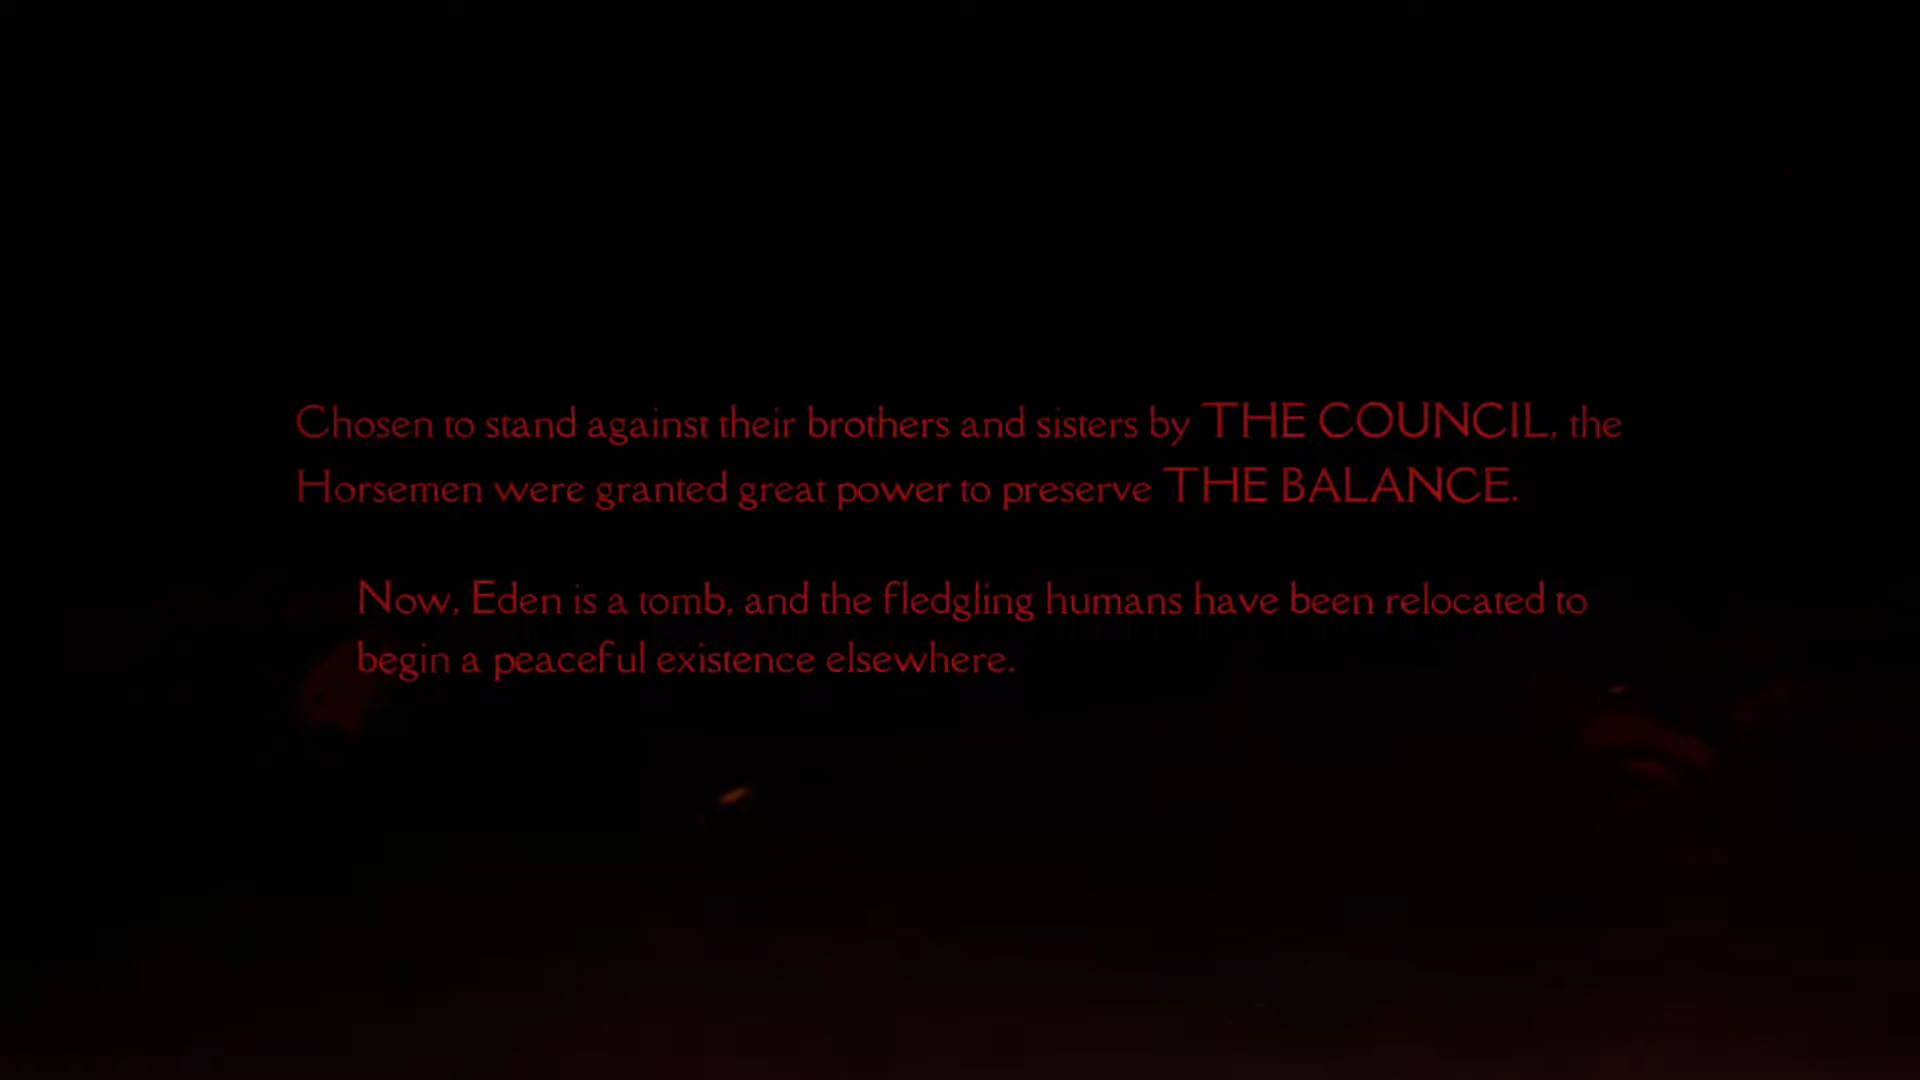 Chosen to stand against their brothers and sisters by THE COUNCIL, the
Horsemen were granted great power to preserve THE BALANCE.
Now, Eden is a tomb, and the fledgling humans have been relocated to
begin a peaceful existence elsewhere.